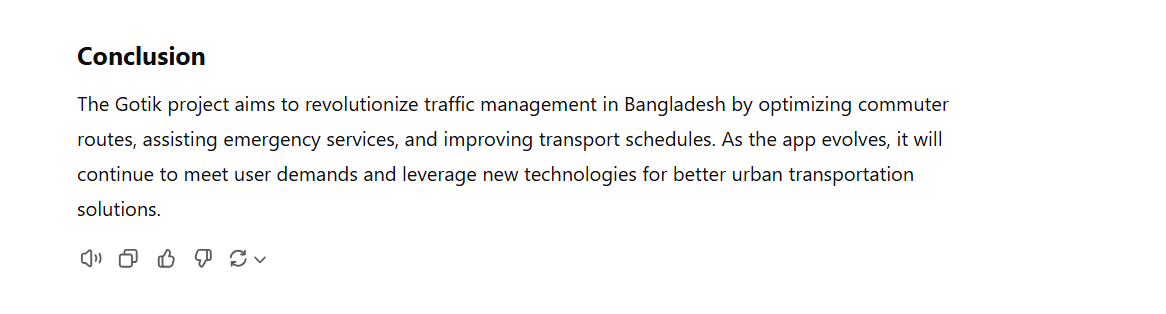 Conclusion
The Gotik project aims to revolutionize traffic management in Bangladesh by optimizing commuter
routes, assisting emergency services, and improving transport schedules. As the app evolves, it will
continue to meet user demands and leverage new technologies for better urban transportation
solutions.